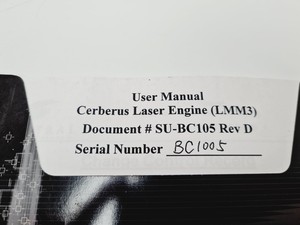 User Manual
Cerberus Laser Engine (LMM3)
Document # SU-BC105 Rev D
Serial Number BC1005